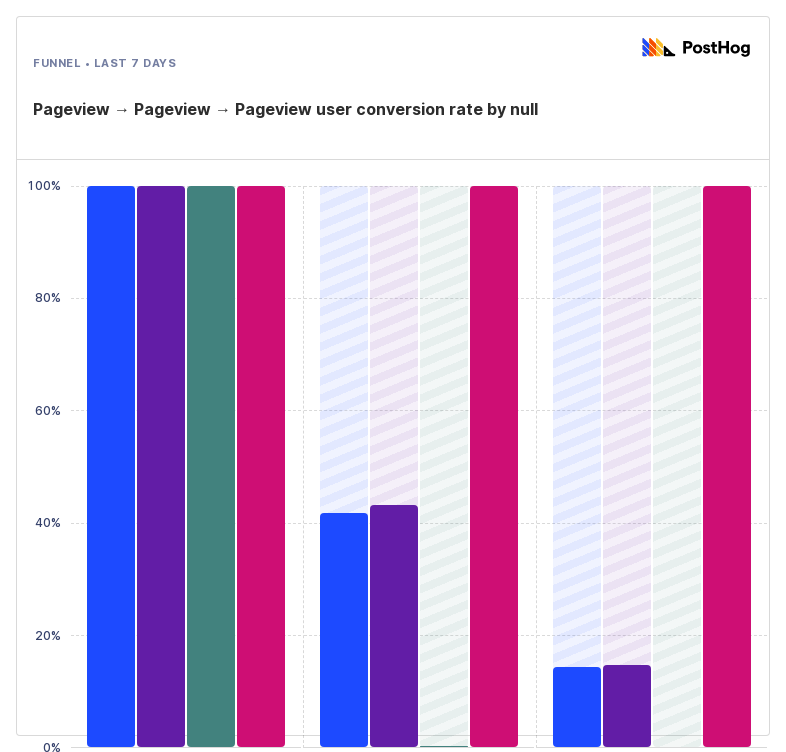 PostHog
FUNNEL • LAST 7 DAYS
Pageview → Pageview → Pageview user conversion rate by null
100%
80%
60%
40%
20%
0%